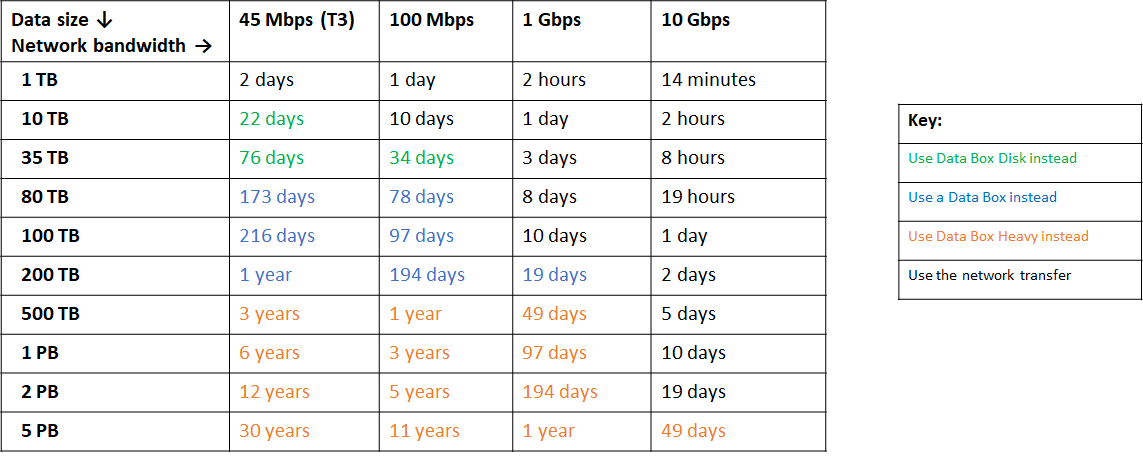 Data size ↓ 45 Mbps (T3) 100 Mbps 1 Gbps 10 Gbps
Network bandwidth →
1 TB 2 days 1 day 2 hours 14 minutes
10 TB 22 days 10 days 1 day 2 hours
35 TB 76 days 34 days 3 days 8 hours
80 TB 173 days 78 days 8 days 19 hours
100 TB 216 days 97 days 10 days 1 day
200 TB 1 year 194 days 19 days 2 days
500 TB 3 years 1 year 49 days 5 days
1 PB 6 years 3 years 97 days 10 days
2 PB 12 years 5 years 194 days 19 days
5 PB 30 years 11 years 1 year 49 days
Key:
Use Data Box Disk instead
Use a Data Box instead
Use Data Box Heavy instead
Use the network transfer